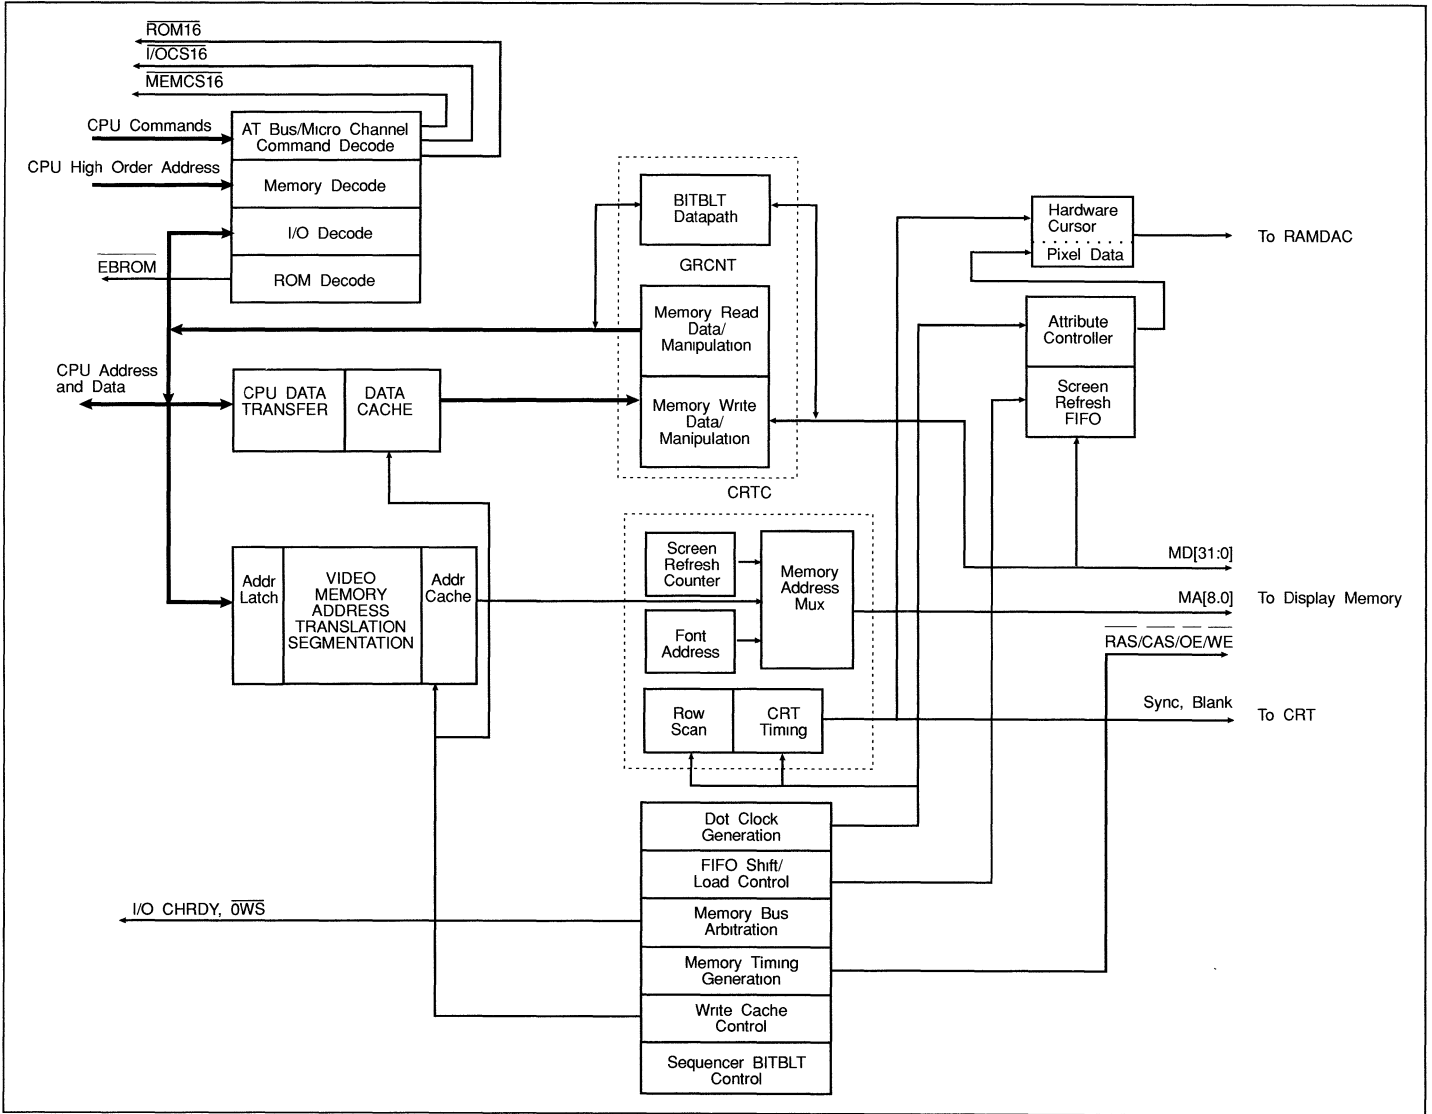 ROM16
I/OCS16
MEMCS16
CPU Commands
AT Bus/Micro Channel
Command Decode
CPU High Order Address
Memory Decode
I/O Decode
EBROM
ROM Decode
BITBLT
Datapath
GRCNT
Memory Read
Data/
Manipulation
Memory Write
Data/
Manipulation
CRTC
Hardware
Cursor
Pixel Data
To RAMDAC
Attribute
Controller
Screen
Refresh
FIFO
CPU Address
and Data
CPU DATA
TRANSFER
DATA
CACHE
Addr
Latch
VIDEO
MEMORY
ADDRESS
TRANSLATION
SEGMENTATION
Addr
Cache
Screen
Refresh
Counter
Memory
Address
Mux
Font
Address
Row
Scan
CRT
Timing
MD[31:0]
MA[8.0]
To Display Memory
RAS/CAS/OE/WE
Sync, Blank
To CRT
Dot Clock
Generation
FIFO Shift/
Load Control
I/O CHRDY, 0WS
Memory Bus
Arbitration
Memory Timing
Generation
Write Cache
Control
Sequencer BITBLT
Control